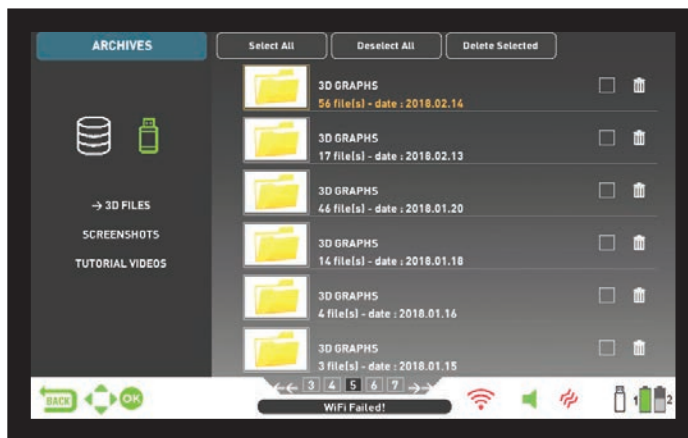 ARCHIVES
Select All
Deselect All
Delete Selected
3D GRAPHS
56 file(s) - date : 2018.02.14
3D GRAPHS
17 file(s) - date : 2018.02.13
3D GRAPHS
46 file(s) - date : 2018.01.20
3D GRAPHS
14 file(s) - date : 2018.01.18
3D GRAPHS
4 file(s) - date : 2018.01.16
3D GRAPHS
3 file(s) - date : 2018.01.15
→ 3D FILES
SCREENSHOTS
TUTORIAL VIDEOS
BACK
OK
←← 3 4 5 6 7 →→
WiFi Failed!
1
2